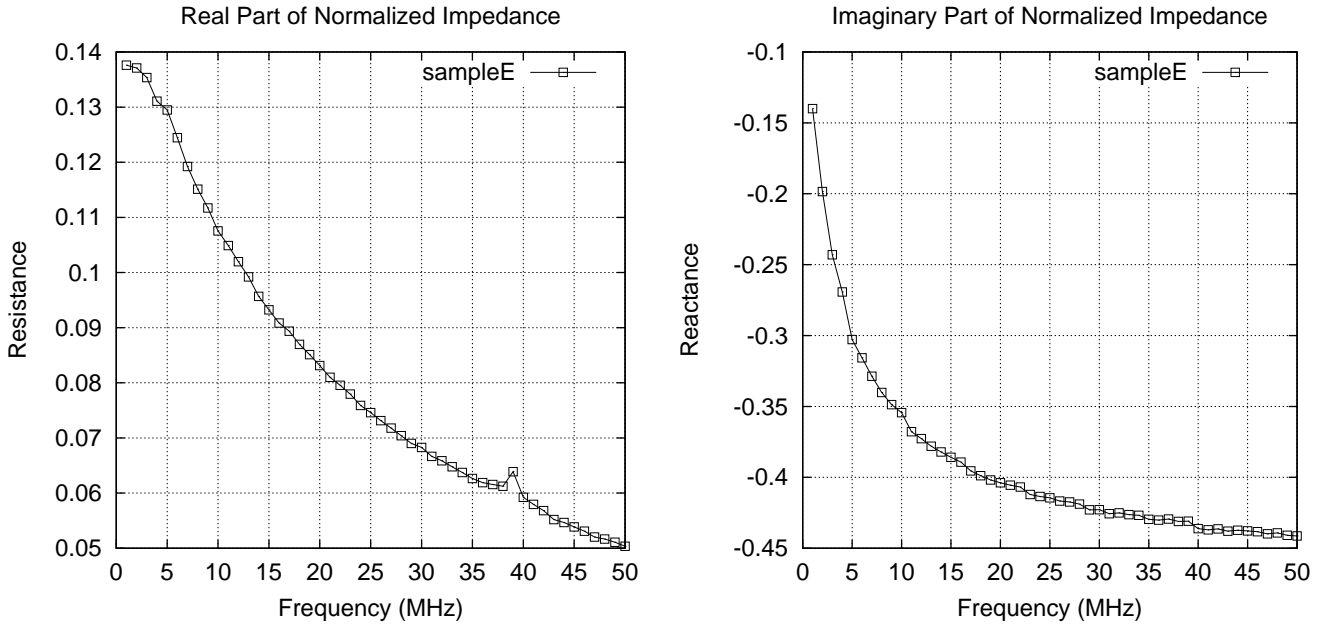 Real Part of Normalized Impedance
0.14
0.13
0.12
0.11
0.1
0.09
0.08
0.07
0.06
0.05
Resistance
sampleE
0 5 10 15 20 25 30 35 40 45 50
Frequency (MHz)
Imaginary Part of Normalized Impedance
-0.1
-0.15
-0.2
-0.25
-0.3
-0.35
-0.4
-0.45
Reactance
sampleE
0 5 10 15 20 25 30 35 40 45 50
Frequency (MHz)